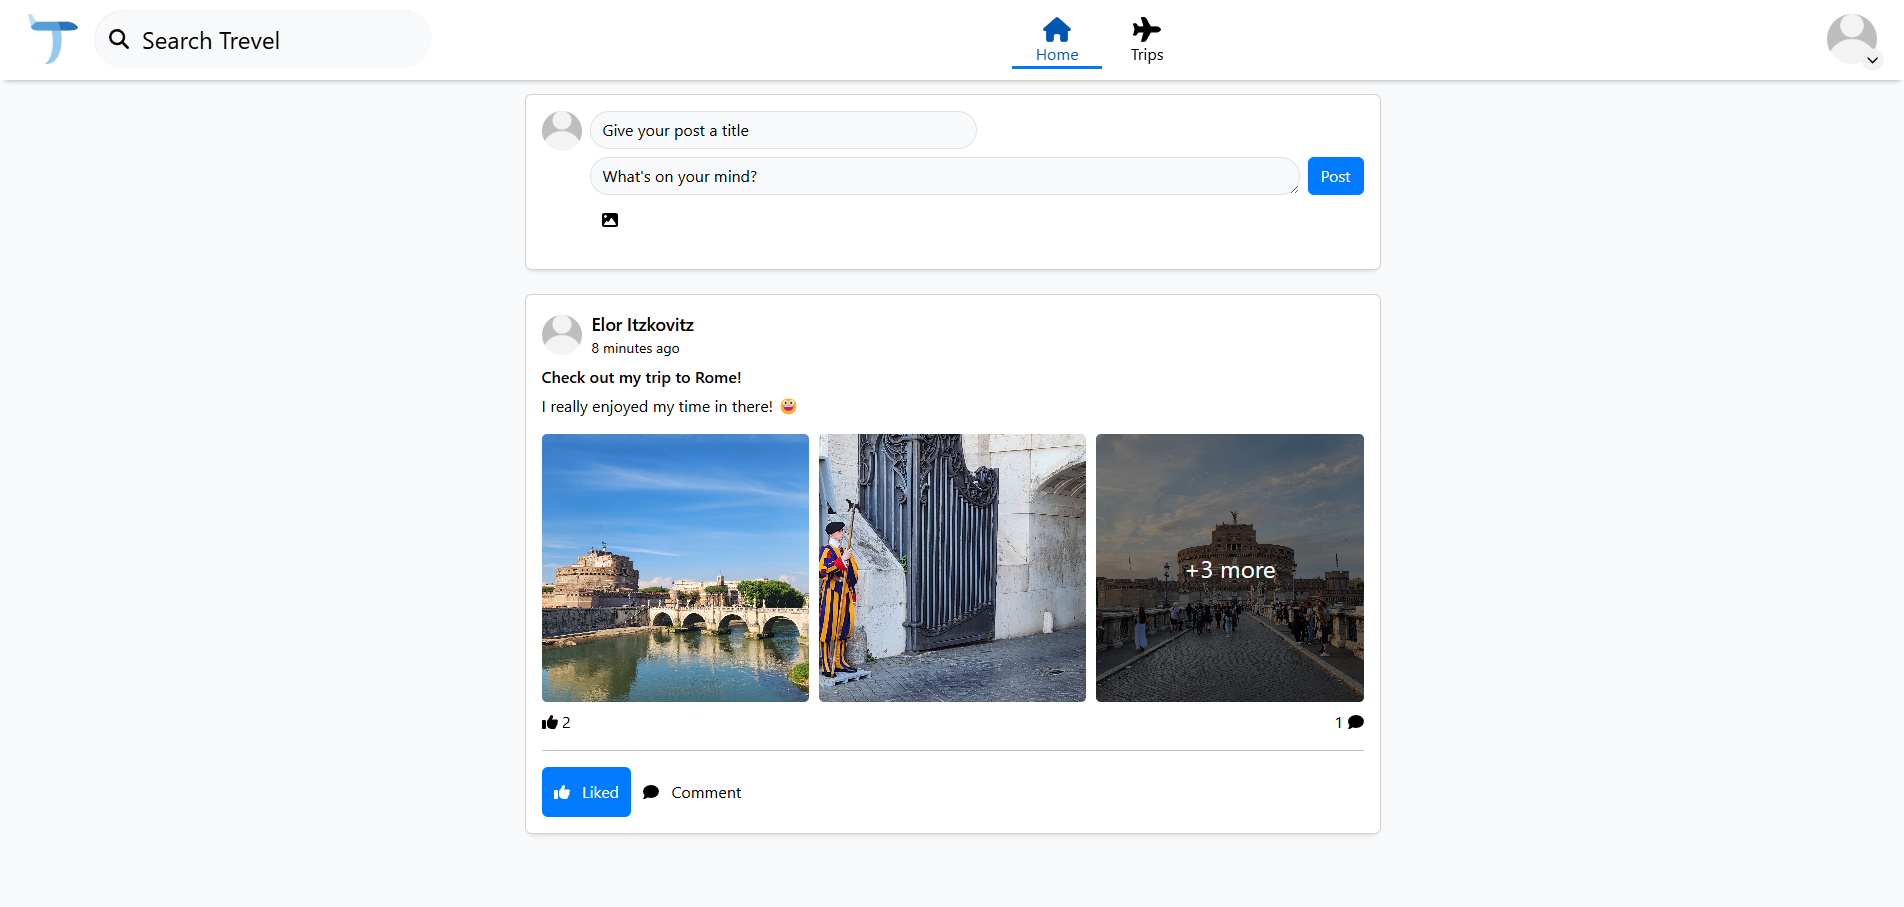 Search Trevel
Home
Trips
Give your post a title
What's on your mind?
Post
Elor Itzkovitz
8 minutes ago
Check out my trip to Rome!
I really enjoyed my time in there! 😀
+3 more
2
1
Liked
Comment